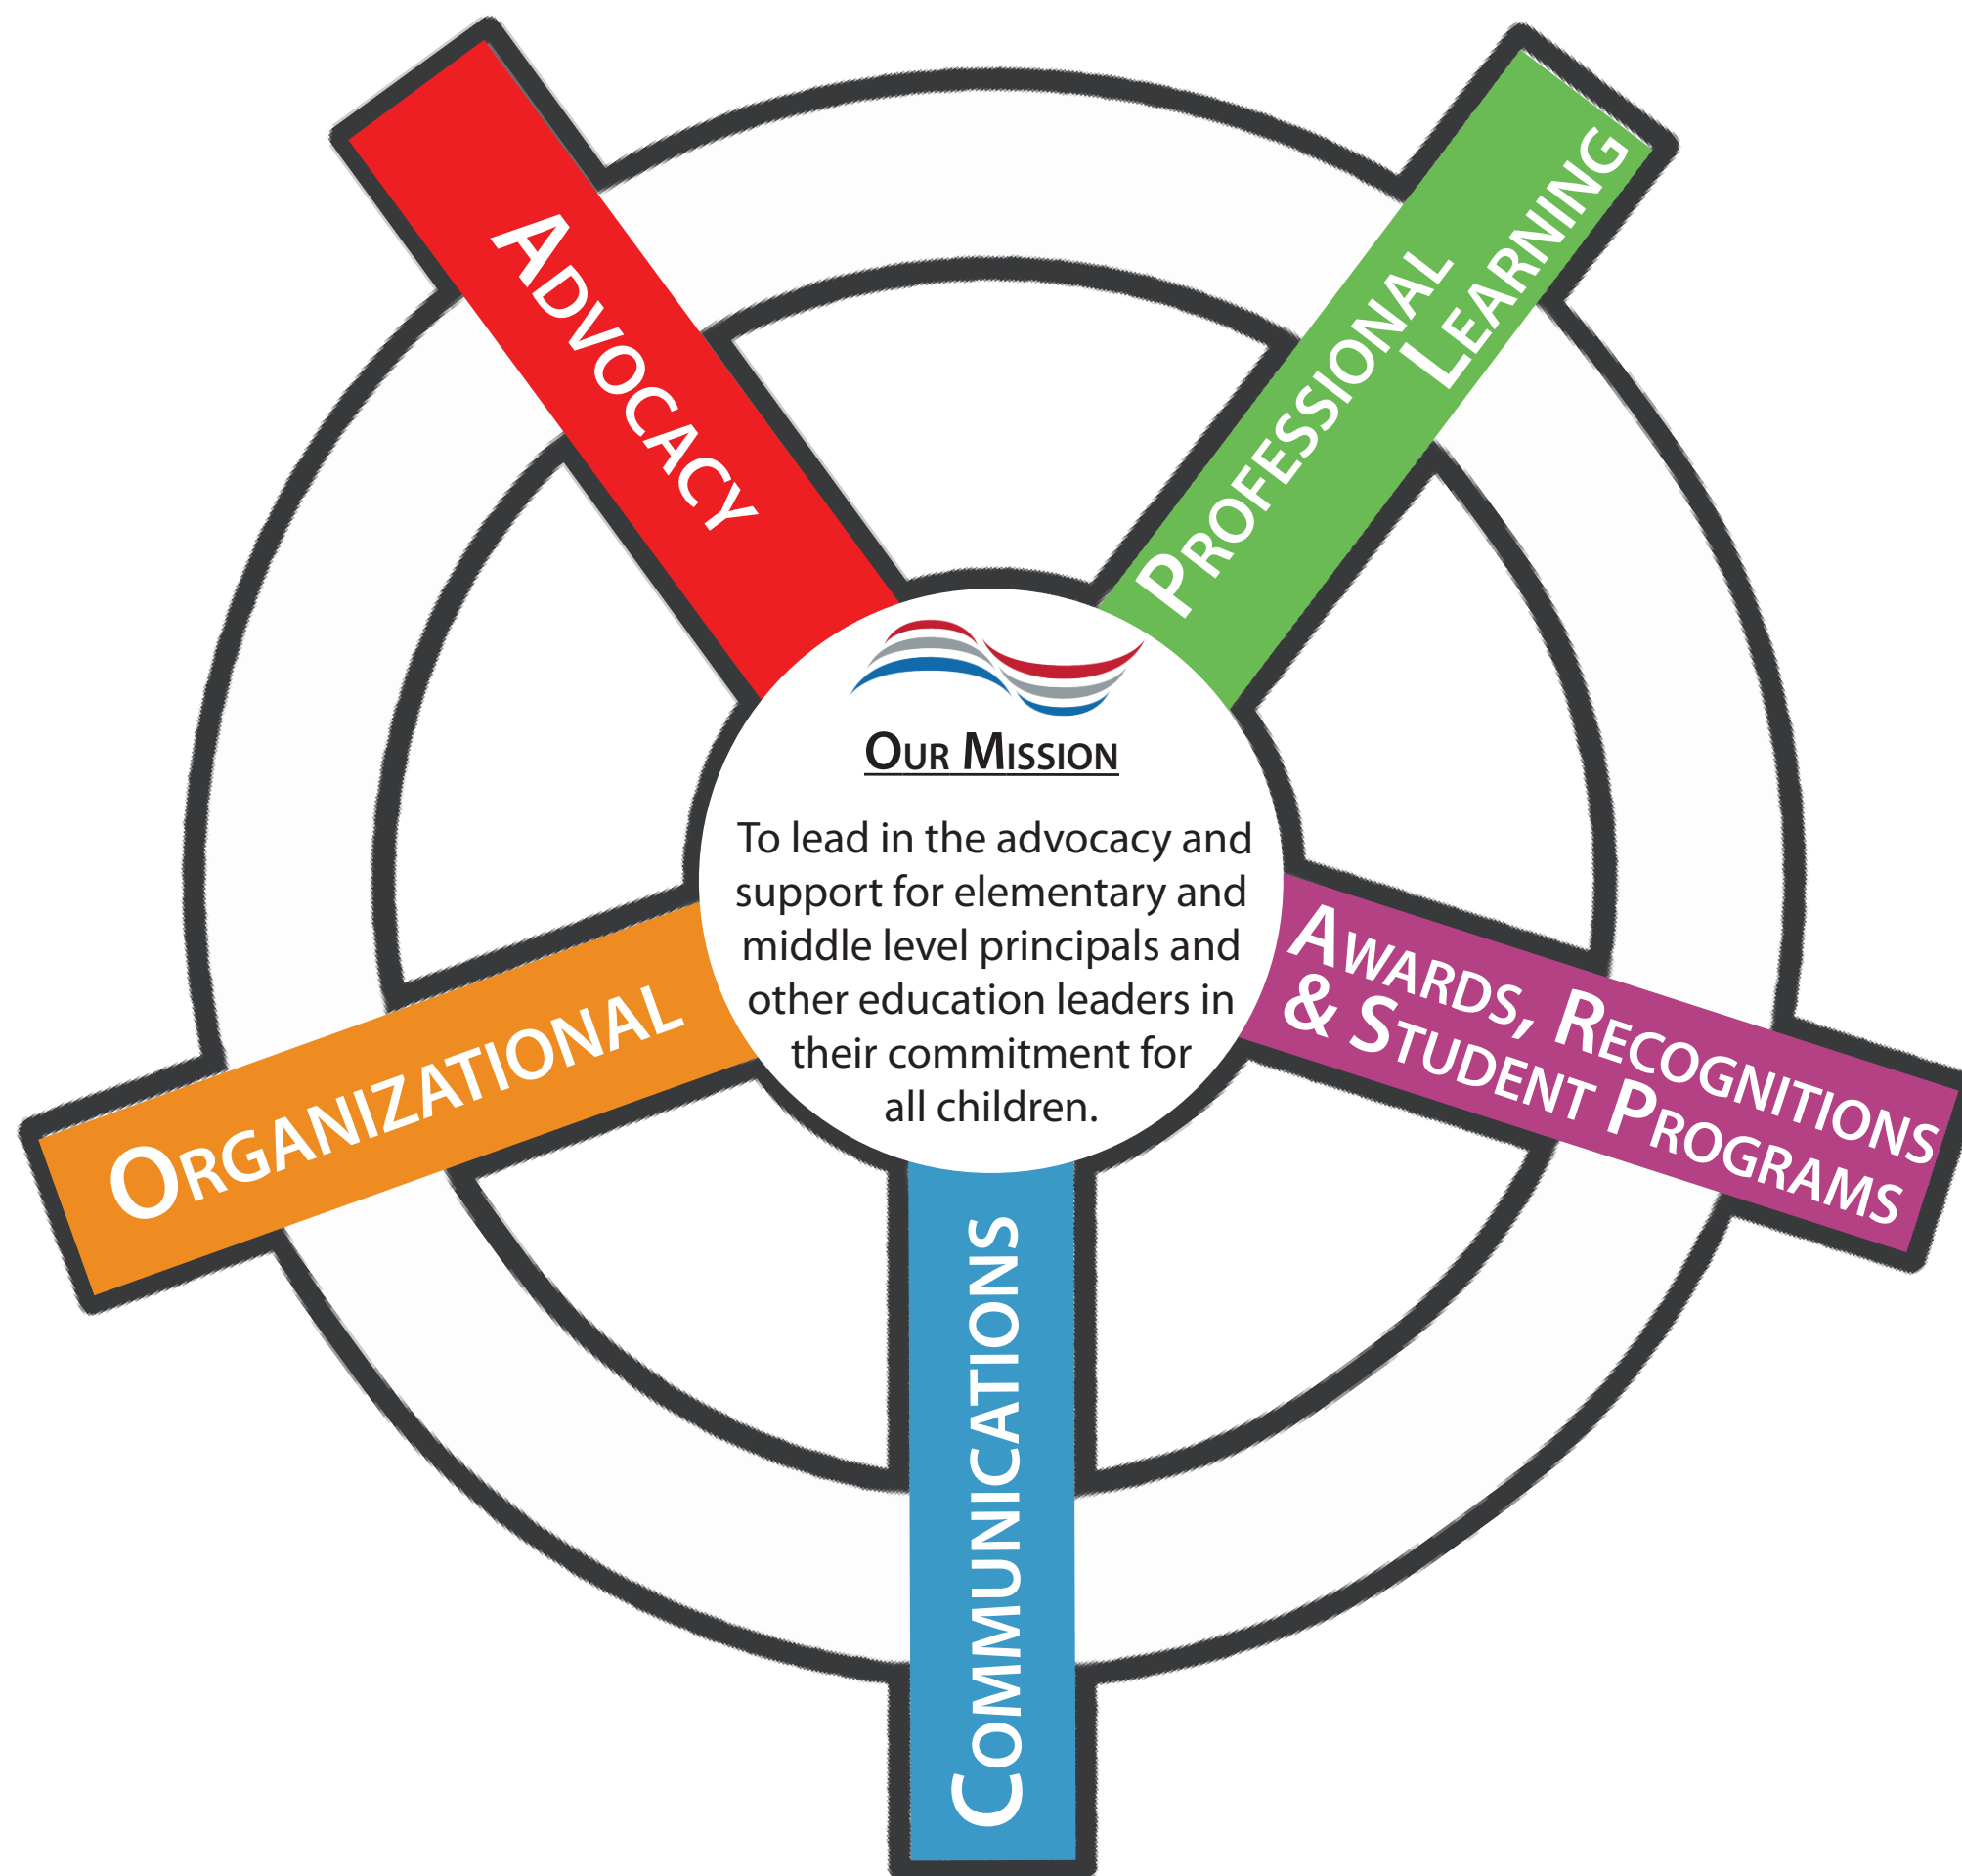 ADVOCACY
PROFESSIONAL
LEARNING
OUR MISSION
To lead in the advocacy and
support for elementary and
middle level principals and
other education leaders in
their commitment for
all children.
ORGANIZATIONAL
AWARDS, RECOGNITIONS
& STUDENT PROGRAMS
COMMUNICATIONS